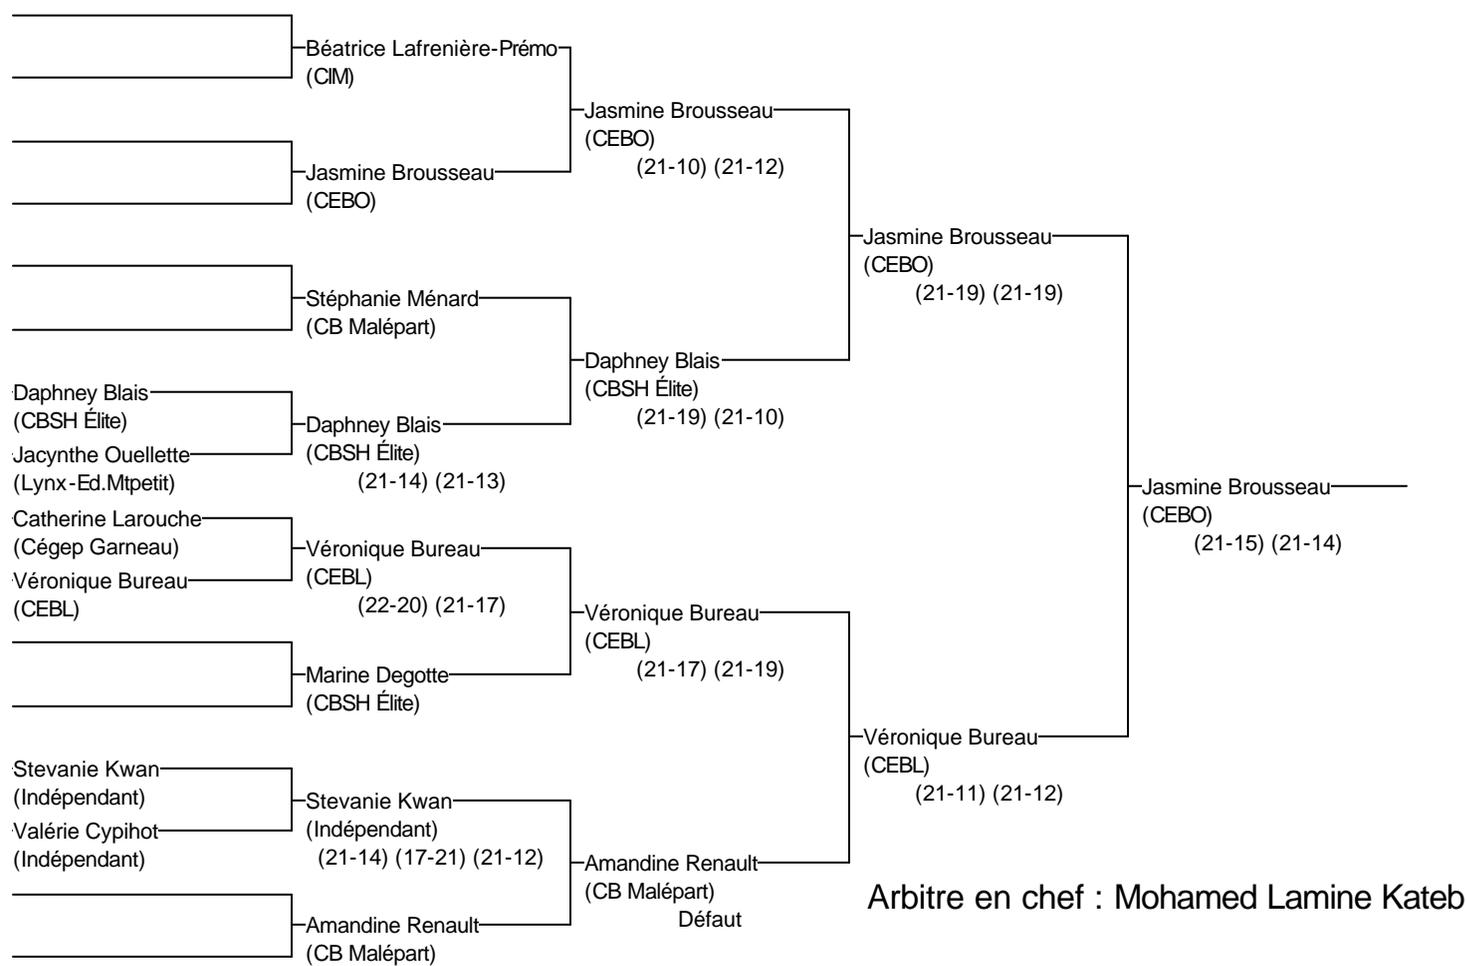 Béatrice Lafrenière-Prémo
(CIM)
Jasmine Brousseau
(CEBO)
(21-10) (21-12)
Jasmine Brousseau
(CEBO)
Jasmine Brousseau
(CEBO)
(21-19) (21-19)
Stéphanie Ménard
(CB Malépart)
Daphney Blais
(CBSH Élite)
(21-19) (21-10)
Daphney Blais
(CBSH Élite)
Jacynthe Ouellette
(Lynx-Ed.Mtpetit)
Daphney Blais
(CBSH Élite)
(21-14) (21-13)
Jasmine Brousseau
(CEBO)
(21-15) (21-14)
Catherine Larouche
(Cégep Garneau)
Véronique Bureau
(CEBL)
Véronique Bureau
(CEBL)
(22-20) (21-17)
Véronique Bureau
(CEBL)
(21-17) (21-19)
Marine Degotte
(CBSH Élite)
Véronique Bureau
(CEBL)
(21-11) (21-12)
Stevanie Kwan
(Indépendant)
Valérie Cypihot
(Indépendant)
Stevanie Kwan
(Indépendant)
(21-14) (17-21) (21-12)
Amandine Renault
(CB Malépart)
Défaut
Amandine Renault
(CB Malépart)
Arbitre en chef : Mohamed Lamine Kateb